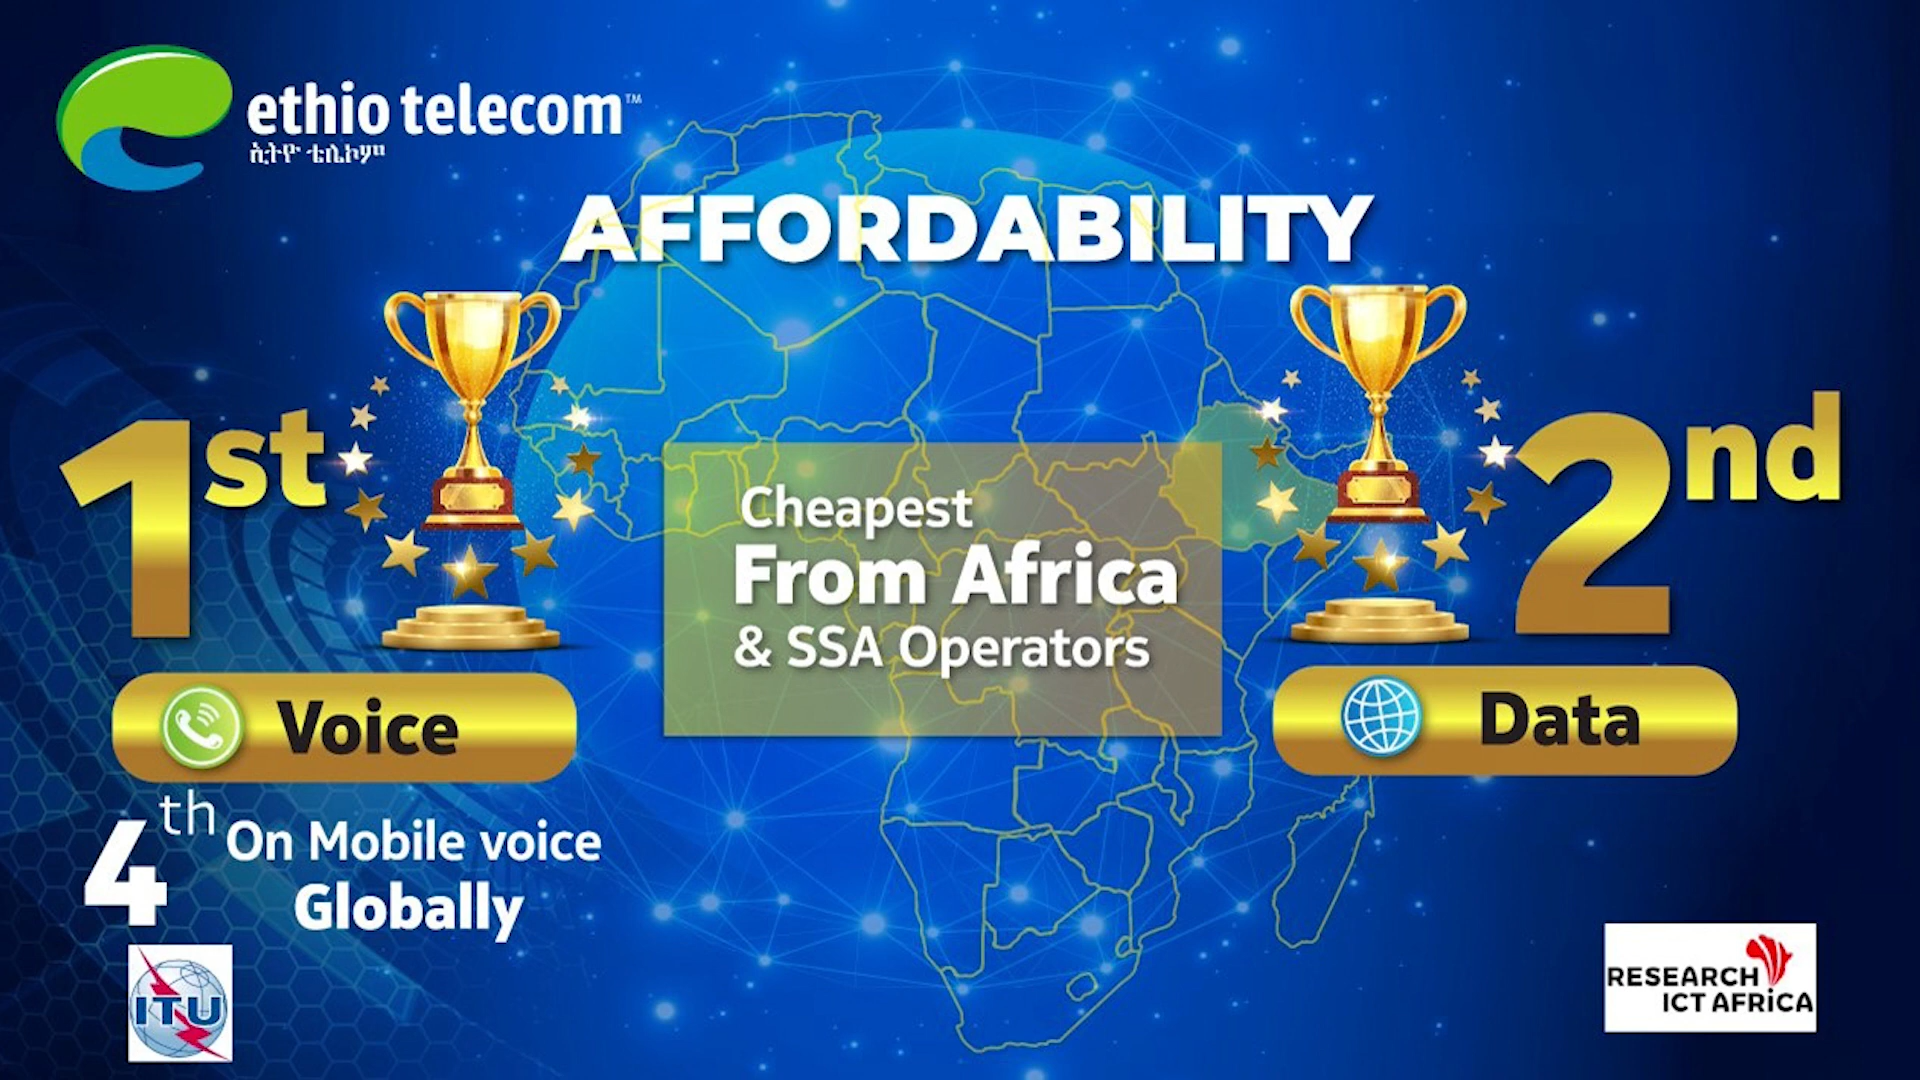 ethio telecom™
ኢትዮ ቴሌኮም
AFFORDABILITY
1st
2nd
Cheapest
From Africa
& SSA Operators
Voice
Data
4th On Mobile voice
Globally
ITU
RESEARCH
ICT AFRICA